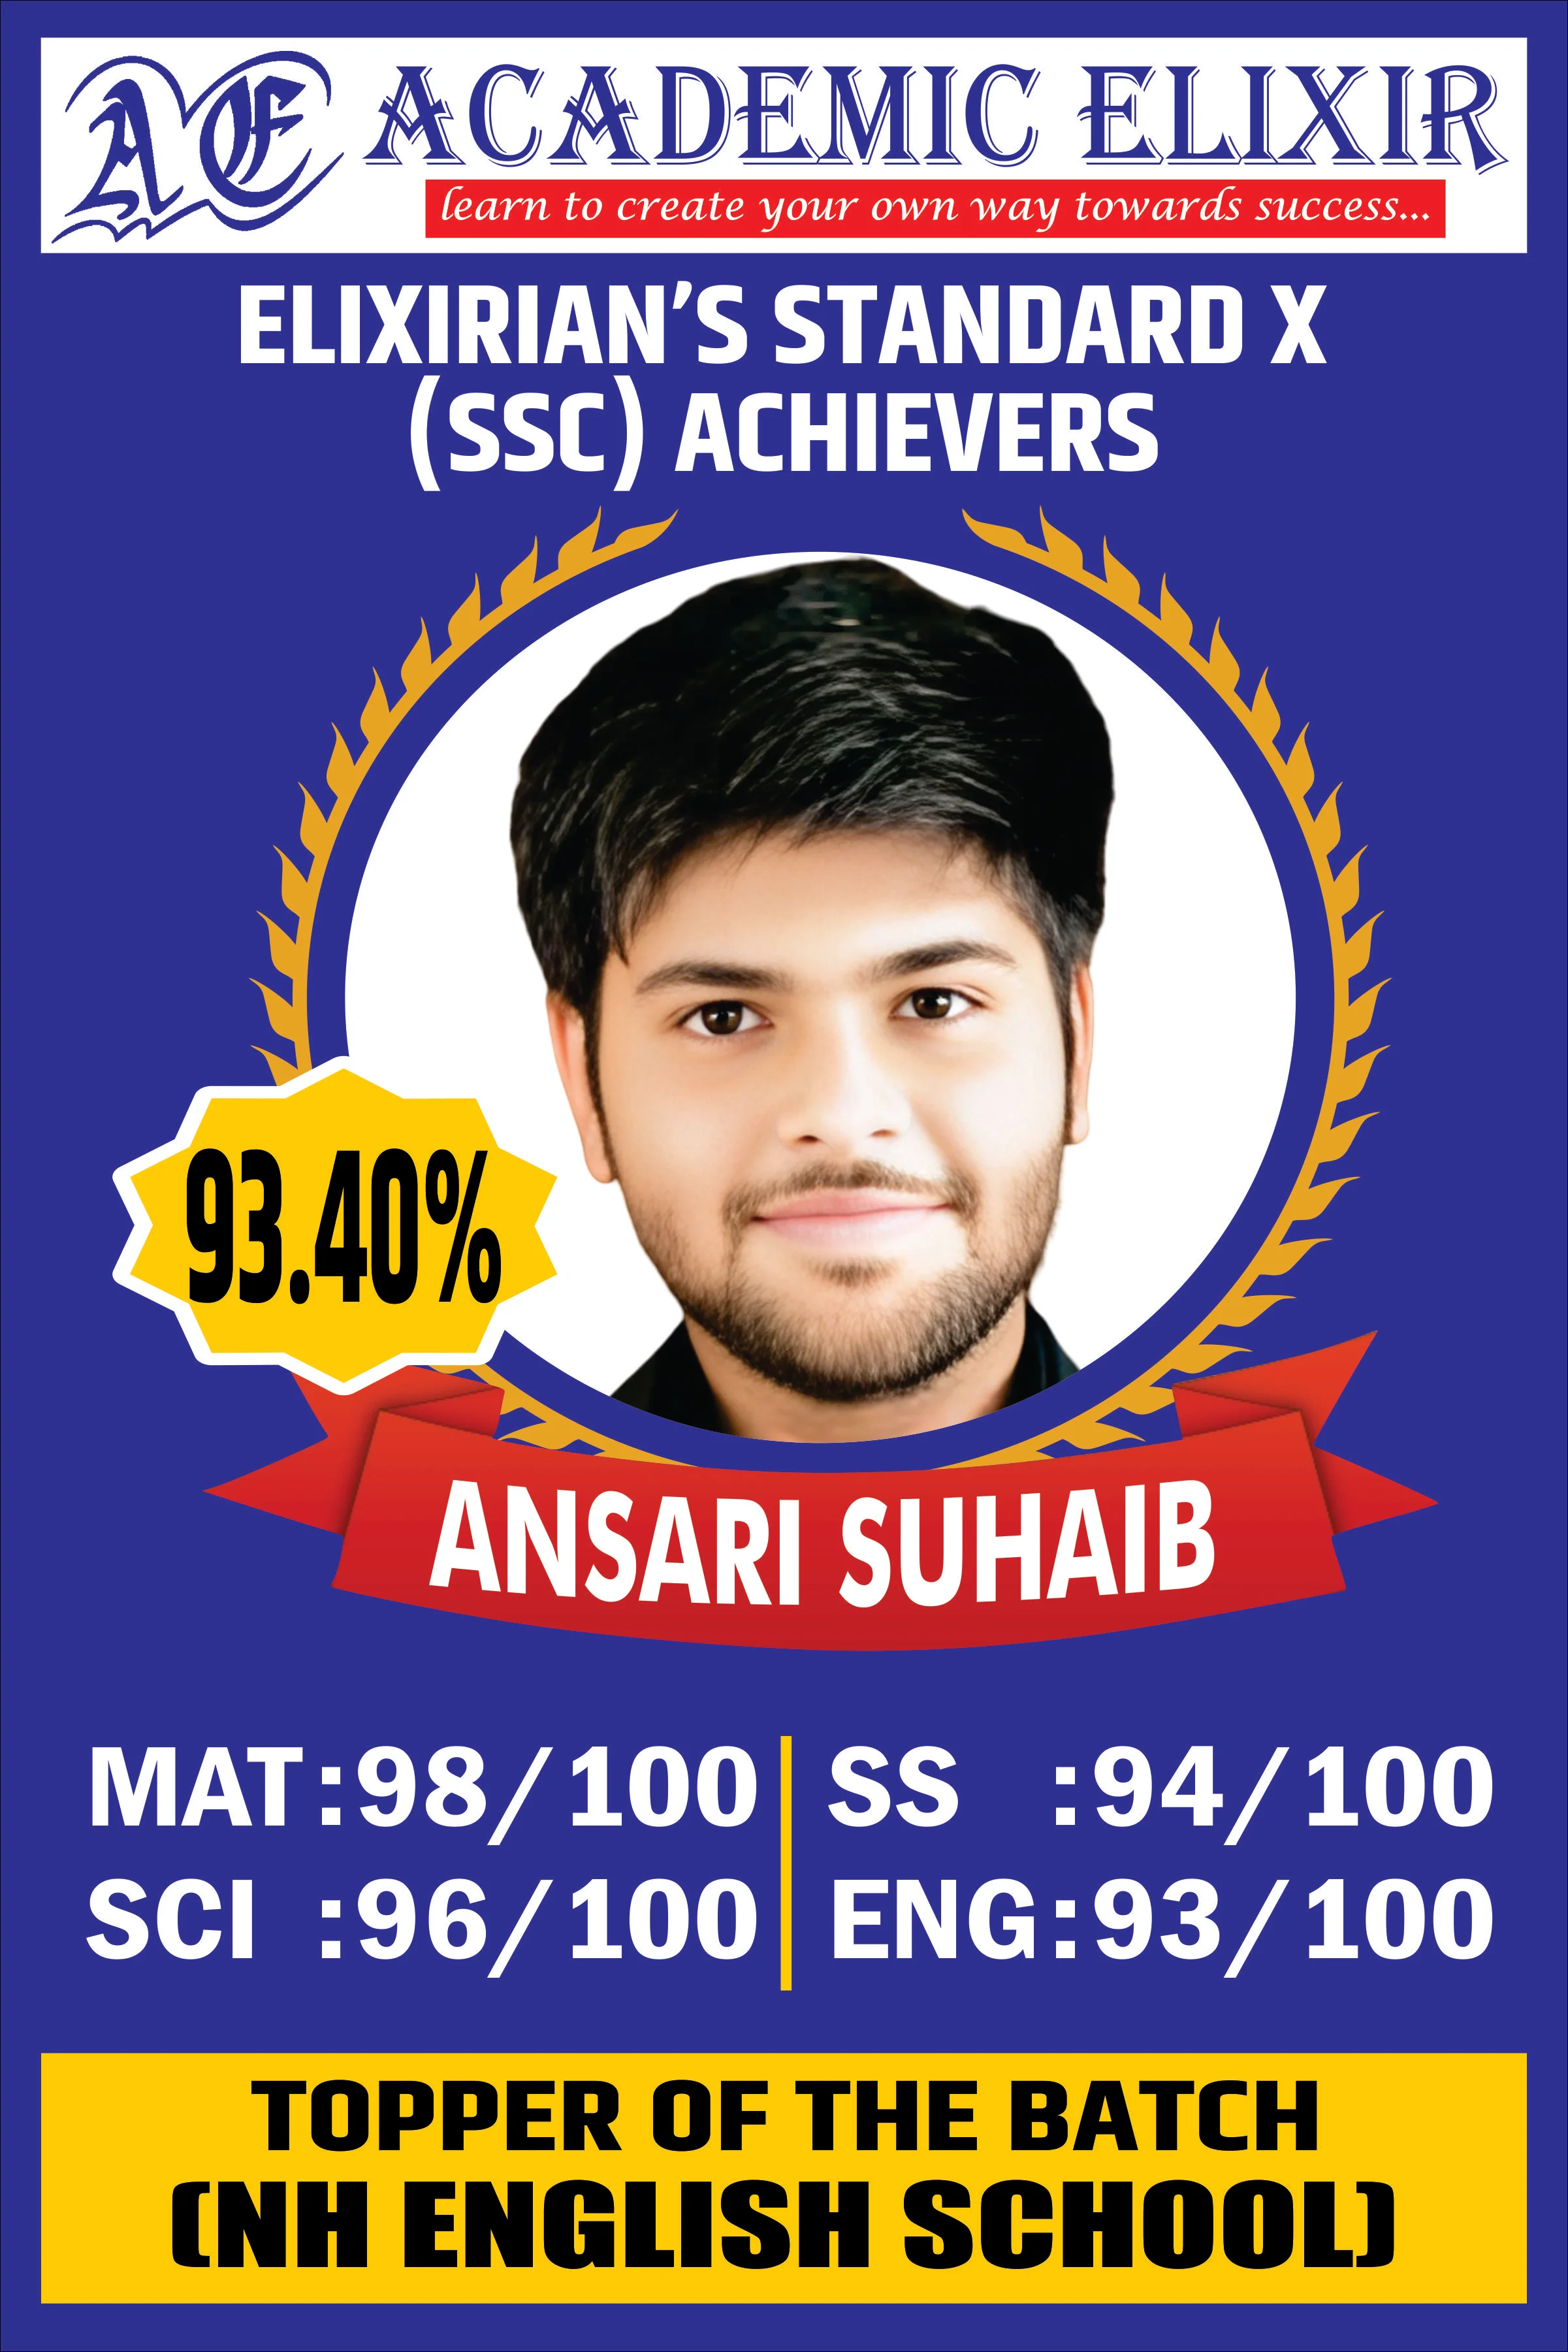 AE ACADEMIC ELIXIR
learn to create your own way towards success...
ELIXIRIAN’S STANDARD X
(SSC) ACHIEVERS
93.40%
ANSARI SUHAIB
MAT:98/100
SCI :96/100
SS :94/100
ENG:93/100
TOPPER OF THE BATCH
(NH ENGLISH SCHOOL)